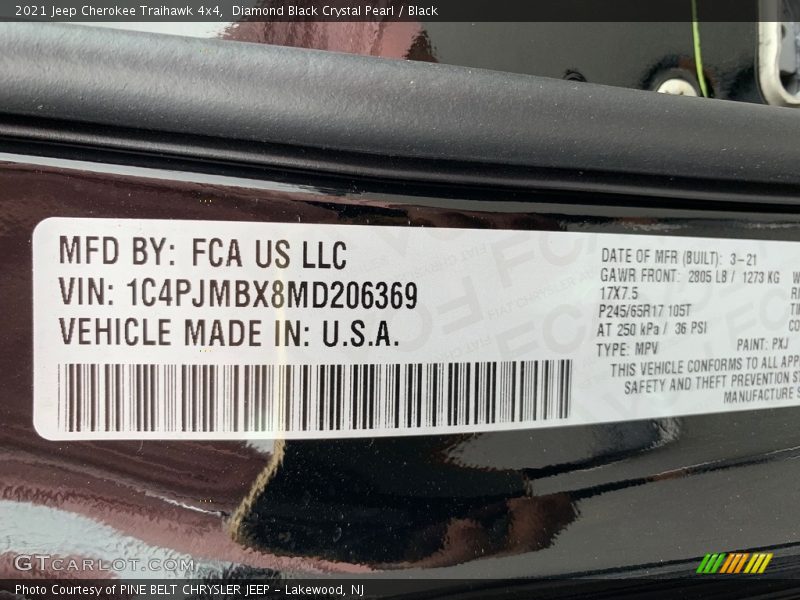 2021 Jeep Cherokee Traihawk 4x4, Diamond Black Crystal Pearl / Black
MFD BY: FCA US LLC
VIN: 1C4PJMBX8MD206369
VEHICLE MADE IN: U.S.A.
DATE OF MFR (BUILT): 3-21
GAWR FRONT: 2805 LB / 1273 KG
17X7.5
P245/65R17 105T
AT 250 kPa / 36 PSI
TYPE: MPV PAINT: PXJ
THIS VEHICLE CONFORMS TO ALL APP
SAFETY AND THEFT PREVENTION ST
MANUFACTURE S
GTCARLOT.COM
Photo Courtesy of PINE BELT CHRYSLER JEEP - Lakewood, NJ